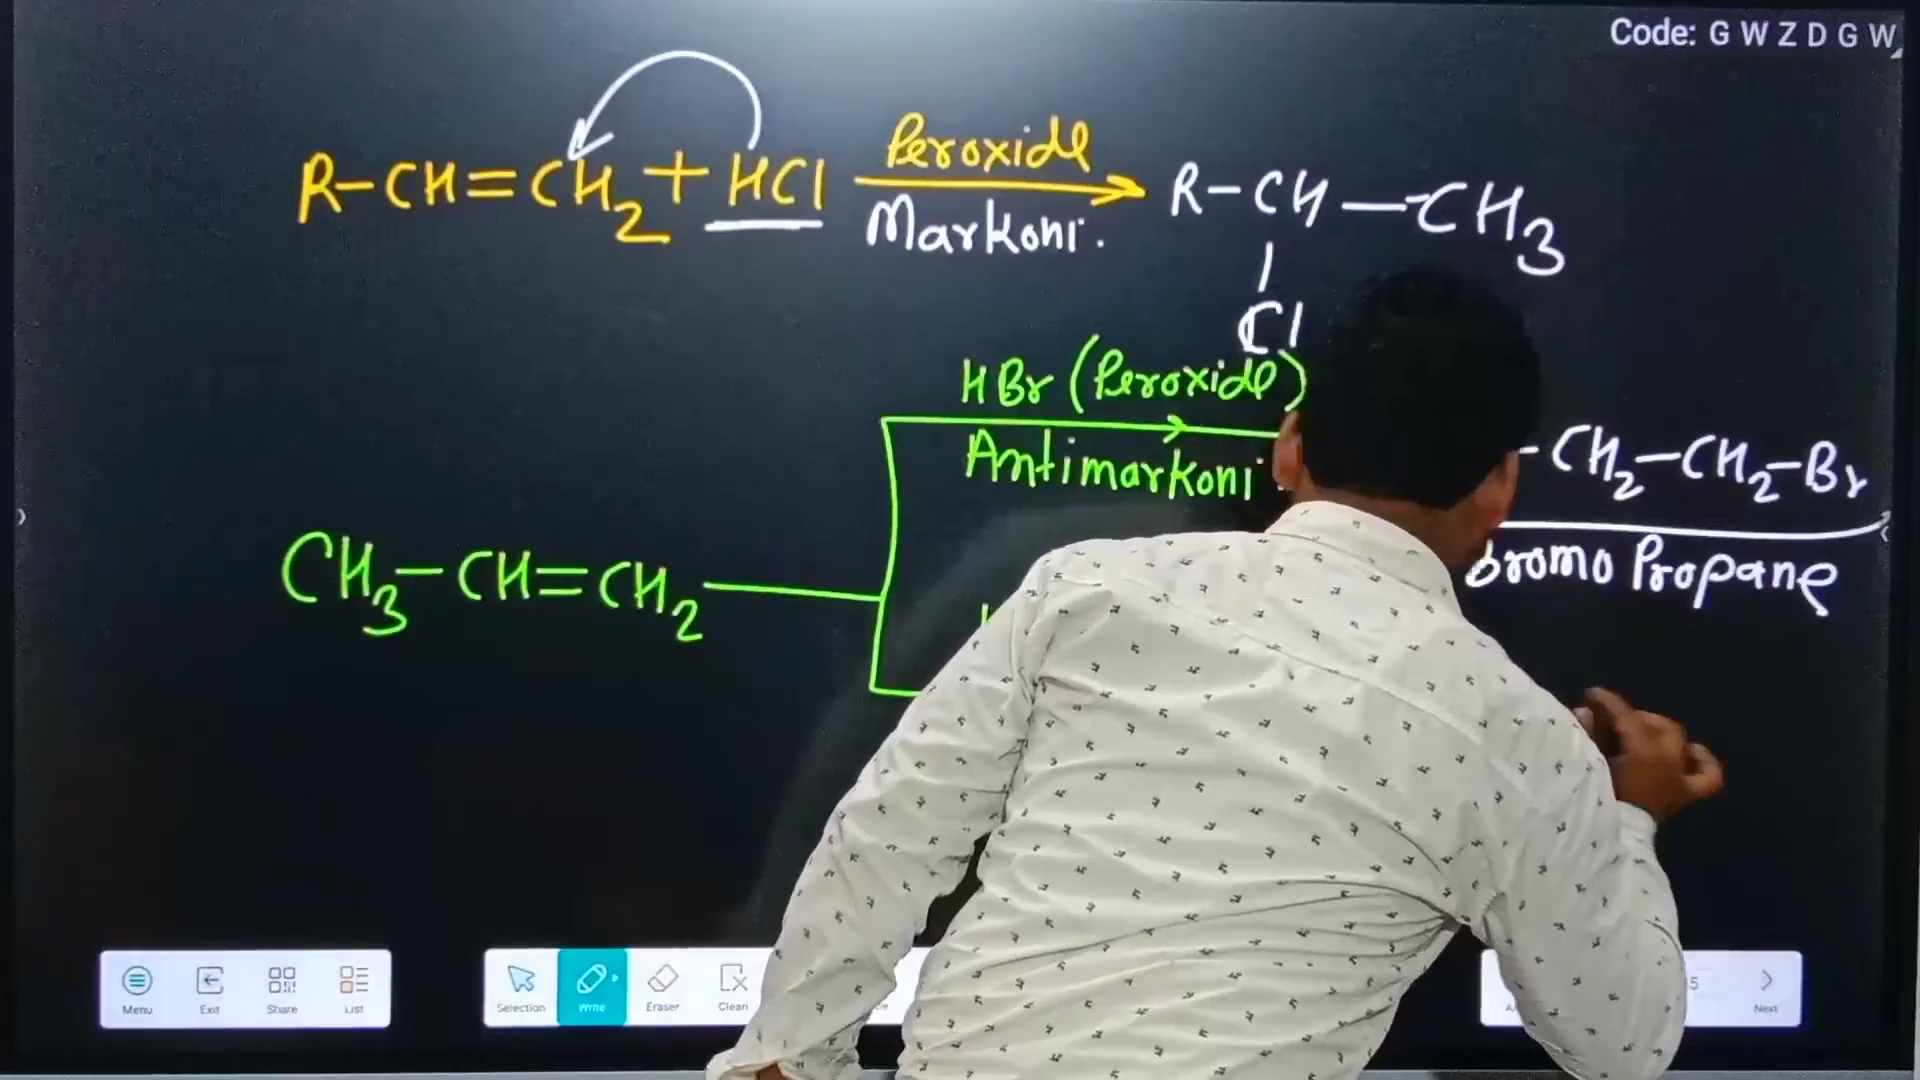 Code: G W Z D G W
R-CH=CH2 + HCl Peroxide Markoni. R-CH-CH3
Cl
HBr (Peroxide)
Antimarkoni.
-CH2-CH2-Br
bromo Propane
CH3-CH=CH2
Menu Exit Share List
Selection Write Eraser Clean
5 Next